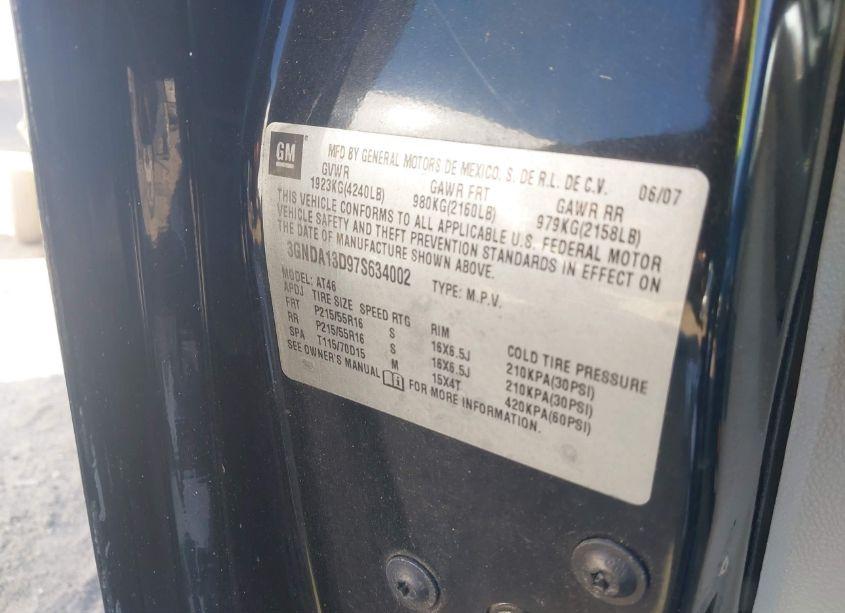 GM
MFD BY GENERAL MOTORS DE MEXICO, S. DE R.L. DE C.V. 06/07
GVWR GAWR FRT GAWR RR
1923KG(4240LB) 980KG(2160LB) 979KG(2158LB)
THIS VEHICLE CONFORMS TO ALL APPLICABLE U.S. FEDERAL MOTOR
VEHICLE SAFETY AND THEFT PREVENTION STANDARDS IN EFFECT ON
THE DATE OF MANUFACTURE SHOWN ABOVE.
3GNDA13D97S634002
MODEL: AT46 TYPE: M.P.V.
APDJ TIRE SIZE SPEED RTG RIM COLD TIRE PRESSURE
FRT P215/55R16 S 16X6.5J 210KPA(30PSI)
RR P215/55R16 S 16X6.5J 210KPA(30PSI)
SPA T115/70D15 M 15X4T 420KPA(60PSI)
SEE OWNER'S MANUAL FOR MORE INFORMATION.